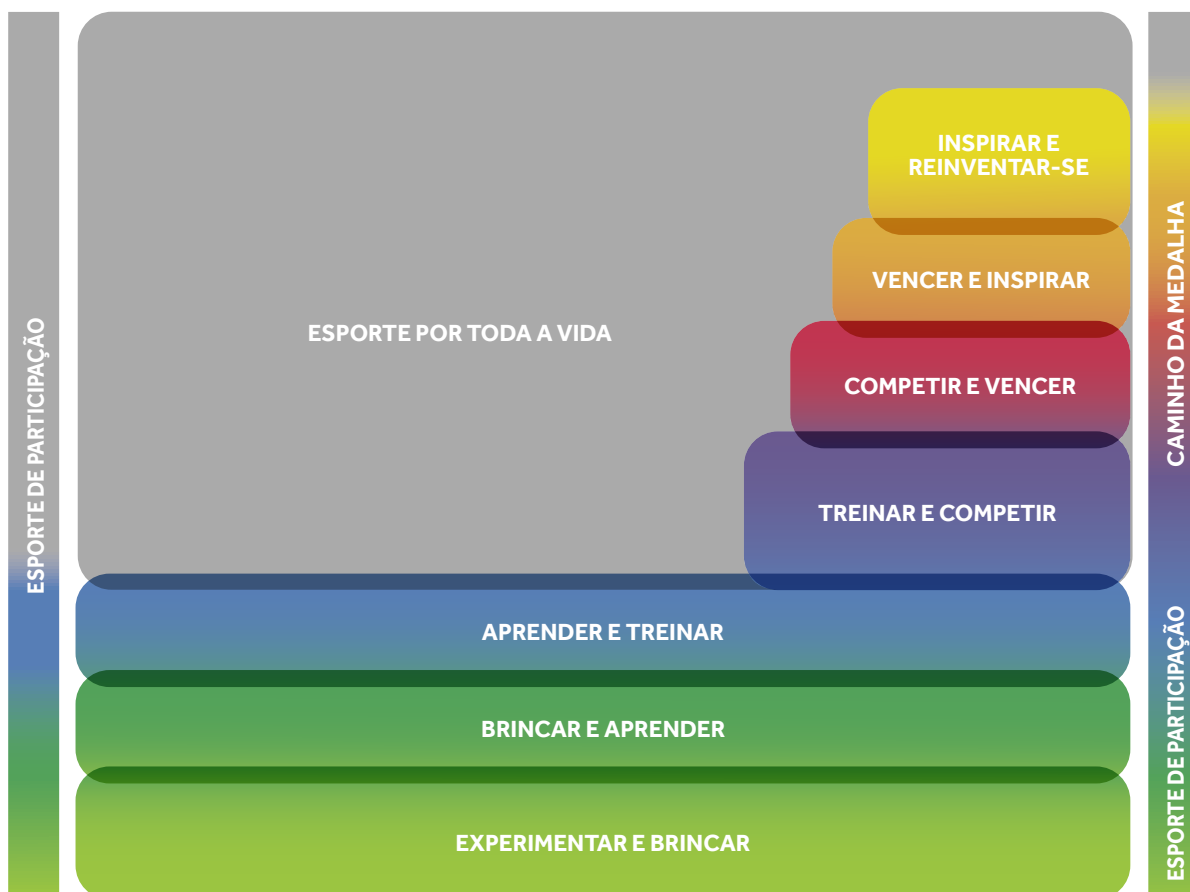 INSPIRAR E
REINVENTAR-SE
VENCER E INSPIRAR
ESPORTE POR TODA A VIDA
COMPETIR E VENCER
TREINAR E COMPETIR
APRENDER E TREINAR
BRINCAR E APRENDER
EXPERIMENTAR E BRINCAR
ESPORTE DE PARTICIPAÇÃO
CAMINHO DA MEDALHA
ESPORTE DE PARTICIPAÇÃO